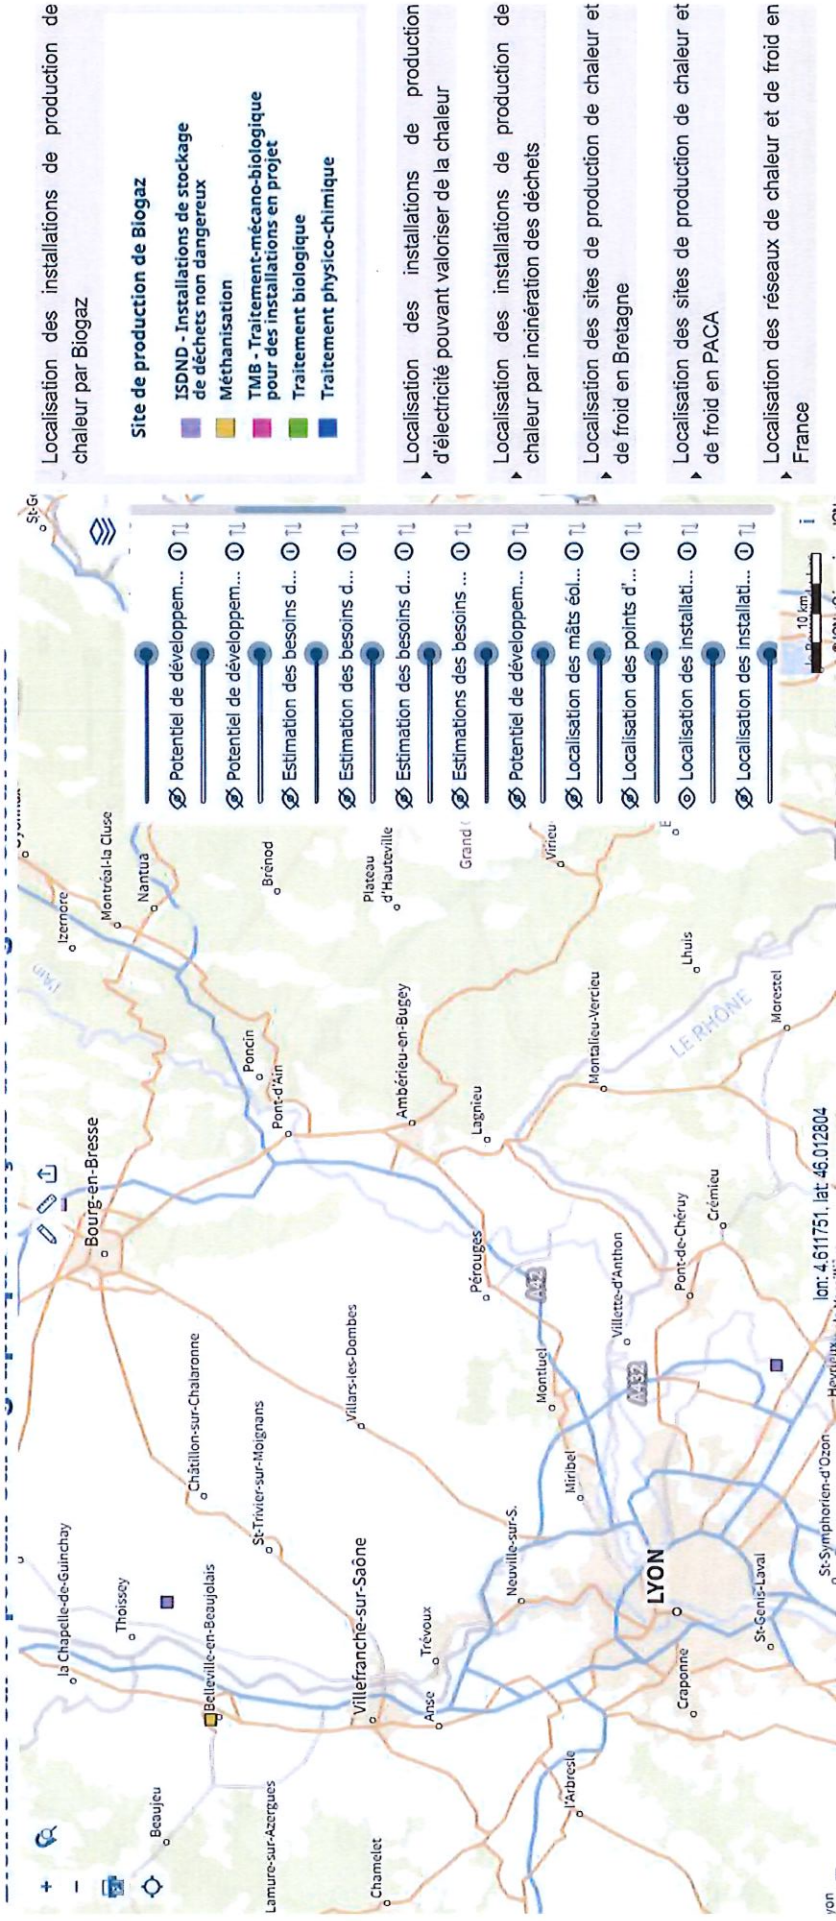 la Chapelle-de-Guinchay
Thoissey
Beaujeu
Belleville-en-Beaujolais
Lamure-sur-Azergues
Chamelet
Villefranche-sur-Saône
Anse
Trévoux
l'Arbresle
Craponne
LYON
St-Genis-Laval
St-Symphorien-d'Ozon
Neuville-sur-S.
Miribel
Montluel
A432
A42
Châtillon-sur-Chalaronne
St-Trivier-sur-Moignans
Villars-les-Dombes
Bourg-en-Bresse
Pérouges
Villette-d'Anthon
Pont-de-Chéruy
Crémieu
Pont-d'Ain
Poncin
Ambérieu-en-Bugey
Lagnieu
Montalieu-Vercieu
LE RHÔNE
Morestel
Lhuis
Izernore
Montréal-la Cluse
Nantua
Brénod
Plateau
d'Hauteville
Grand
Virieu
lon: 4.611751, lat: 46.012804
10 km
Potentiel de développem...
Potentiel de développem...
Estimation des besoins d...
Estimation des besoins d...
Estimation des besoins d...
Estimations des besoins ...
Potentiel de développem...
Localisation des mâts éol...
Localisation des points d'...
Localisation des installati...
Localisation des installati...
Localisation des installations de production de
chaleur par Biogaz
Site de production de Biogaz
ISDND - Insallations de stockage
de déchets non dangereux
Méthanisation
TMB - Traitement-mécano-biologique
pour des installations en projet
Traitement biologique
Traitement physico-chimique
Localisation des installations de production
d'électricité pouvant valoriser de la chaleur
Localisation des installations de production de
chaleur par incinération des déchets
Localisation des sites de production de chaleur et
de froid en Bretagne
Localisation des sites de production de chaleur et
de froid en PACA
Localisation des réseaux de chaleur et de froid en
France